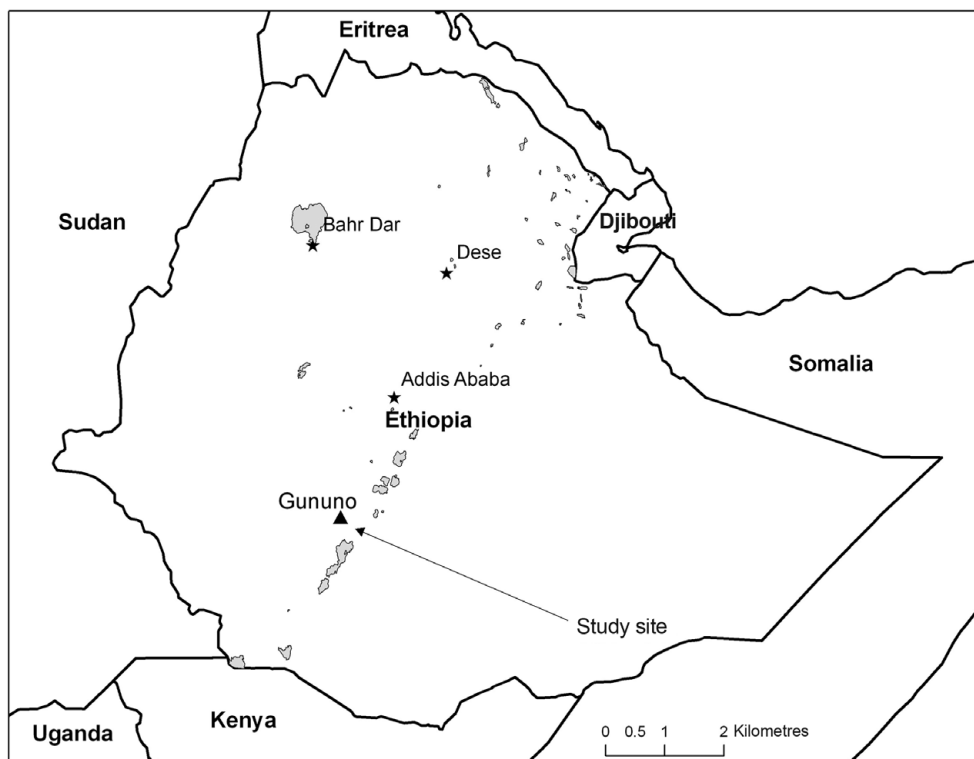 Eritrea
Sudan
Bahr Dar
Djibouti
Dese
Somalia
Addis Ababa
Ethiopia
Gununo
Study site
Kenya
Uganda
0 0.5 1 2 Kilometres